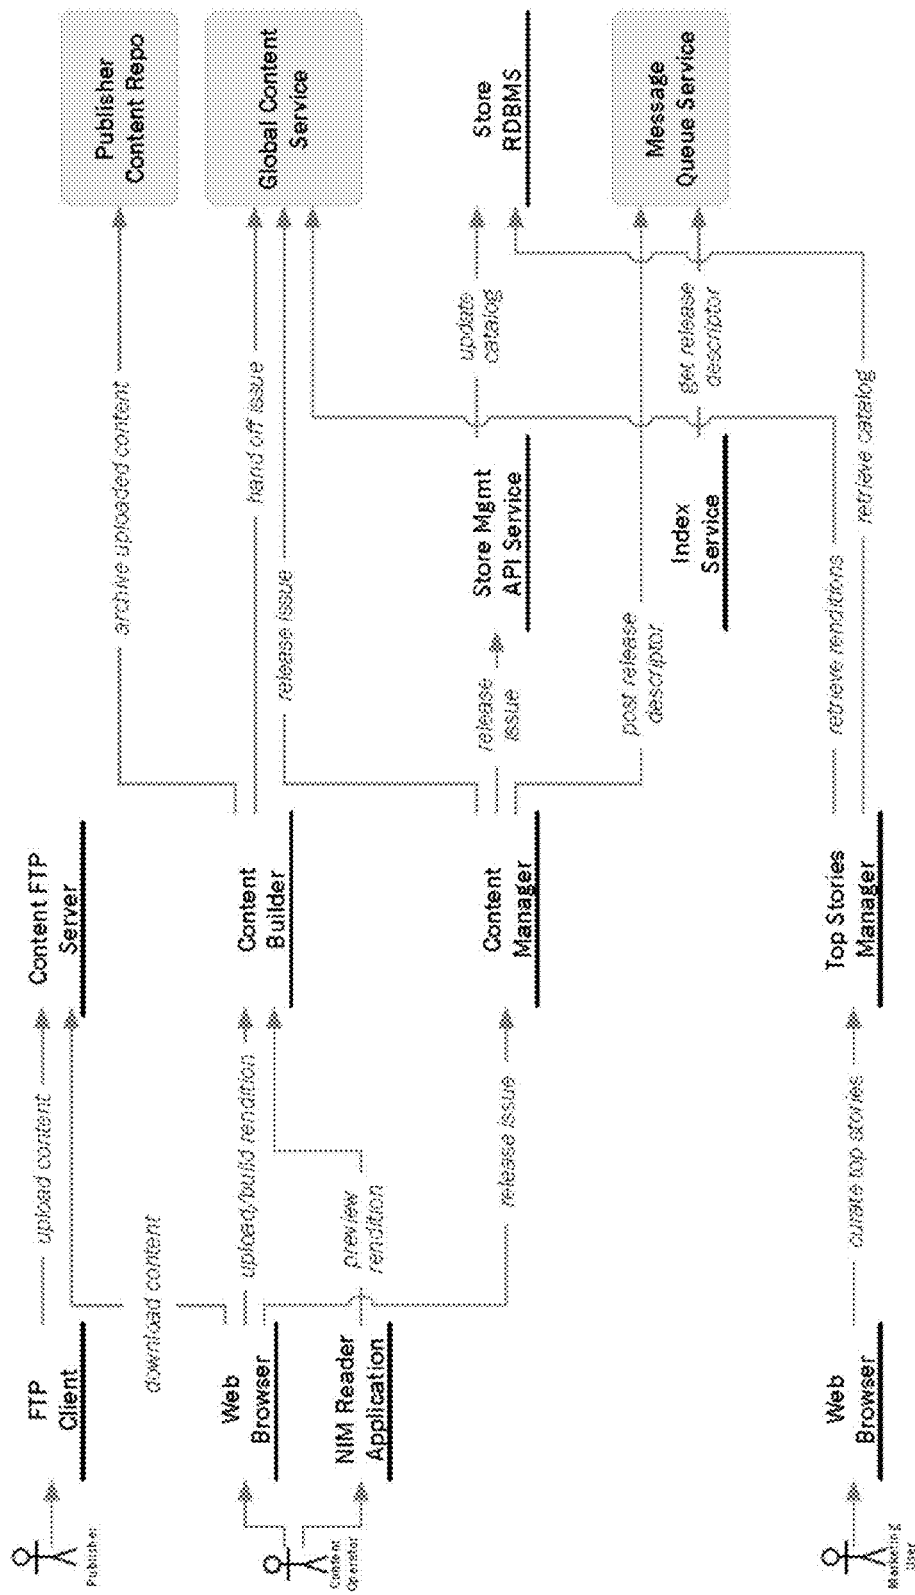 Publisher
FTP
Client
upload content
Content FTP
Server
download content
archive uploaded content
Publisher
Content Repo
Content
Operator
Web
Browser
upload/build rendition
Content
Builder
hand off issue
Global Content
Service
NIM Reader
Application
preview
rendition
release issue
release issue
Content
Manager
release
issue
Store Mgmt
API Service
update
catalog
Store
RDBMS
post release
descriptor
Index
Service
get release
descriptor
Message
Queue Service
Marketing
User
Web
Browser
curate top stories
Top Stories
Manager
retrieve renditions
retrieve catalog